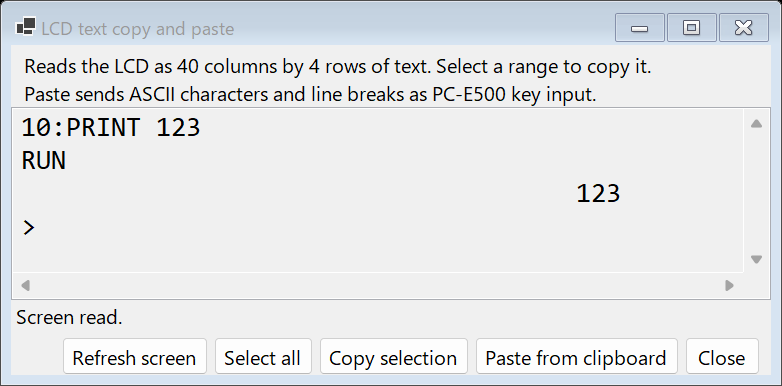 LCD text copy and paste
Reads the LCD as 40 columns by 4 rows of text. Select a range to copy it.
Paste sends ASCII characters and line breaks as PC-E500 key input.
10:PRINT 123
RUN
123
>
Screen read.
Refresh screen Select all Copy selection Paste from clipboard Close